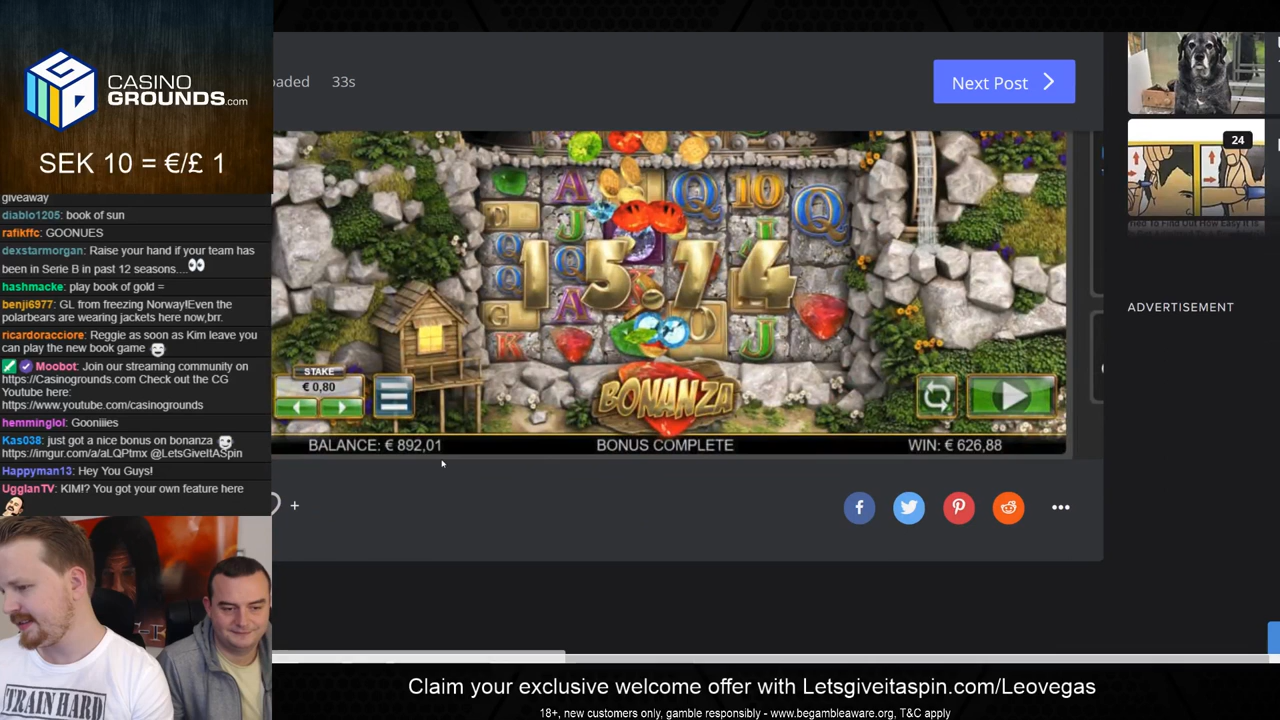 CASINO
GROUNDS.com
SEK 10 = €/£ 1
giveaway
diablo1205: book of sun
rafikffc: GOONUES
dexstarmorgan: Raise your hand if your team has
been in Serie B in past 12 seasons....
hashmacke: play book of gold =
benji6977: GL from freezing Norway!Even the
polarbears are wearing jackets here now,brr.
ricardoracciore: Reggie as soon as Kim leave you
can play the new book game
Moobot: Join our streaming community on
https://Casinogrounds.com Check out the CG
Youtube here:
https://www.youtube.com/casinogrounds
hemminglol: Gooniiies
Kas038: just got a nice bonus on bonanza
https://imgur.com/a/aLQPtmx @LetsGiveItASpin
Happyman13: Hey You Guys!
UgglanTV: KIM!? You got your own feature here
TRAIN HARD
oaded 33s
Next Post
A Q 10 Q
J
Q Q
15.74
A
G
K J
STAKE
€ 0,80
BONANZA
BALANCE: € 892,01 BONUS COMPLETE WIN: € 626,88
24
ADVERTISEMENT
Claim your exclusive welcome offer with Letsgiveitaspin.com/Leovegas
18+, new customers only, gamble responsibly - www.begambleaware.org, T&C apply